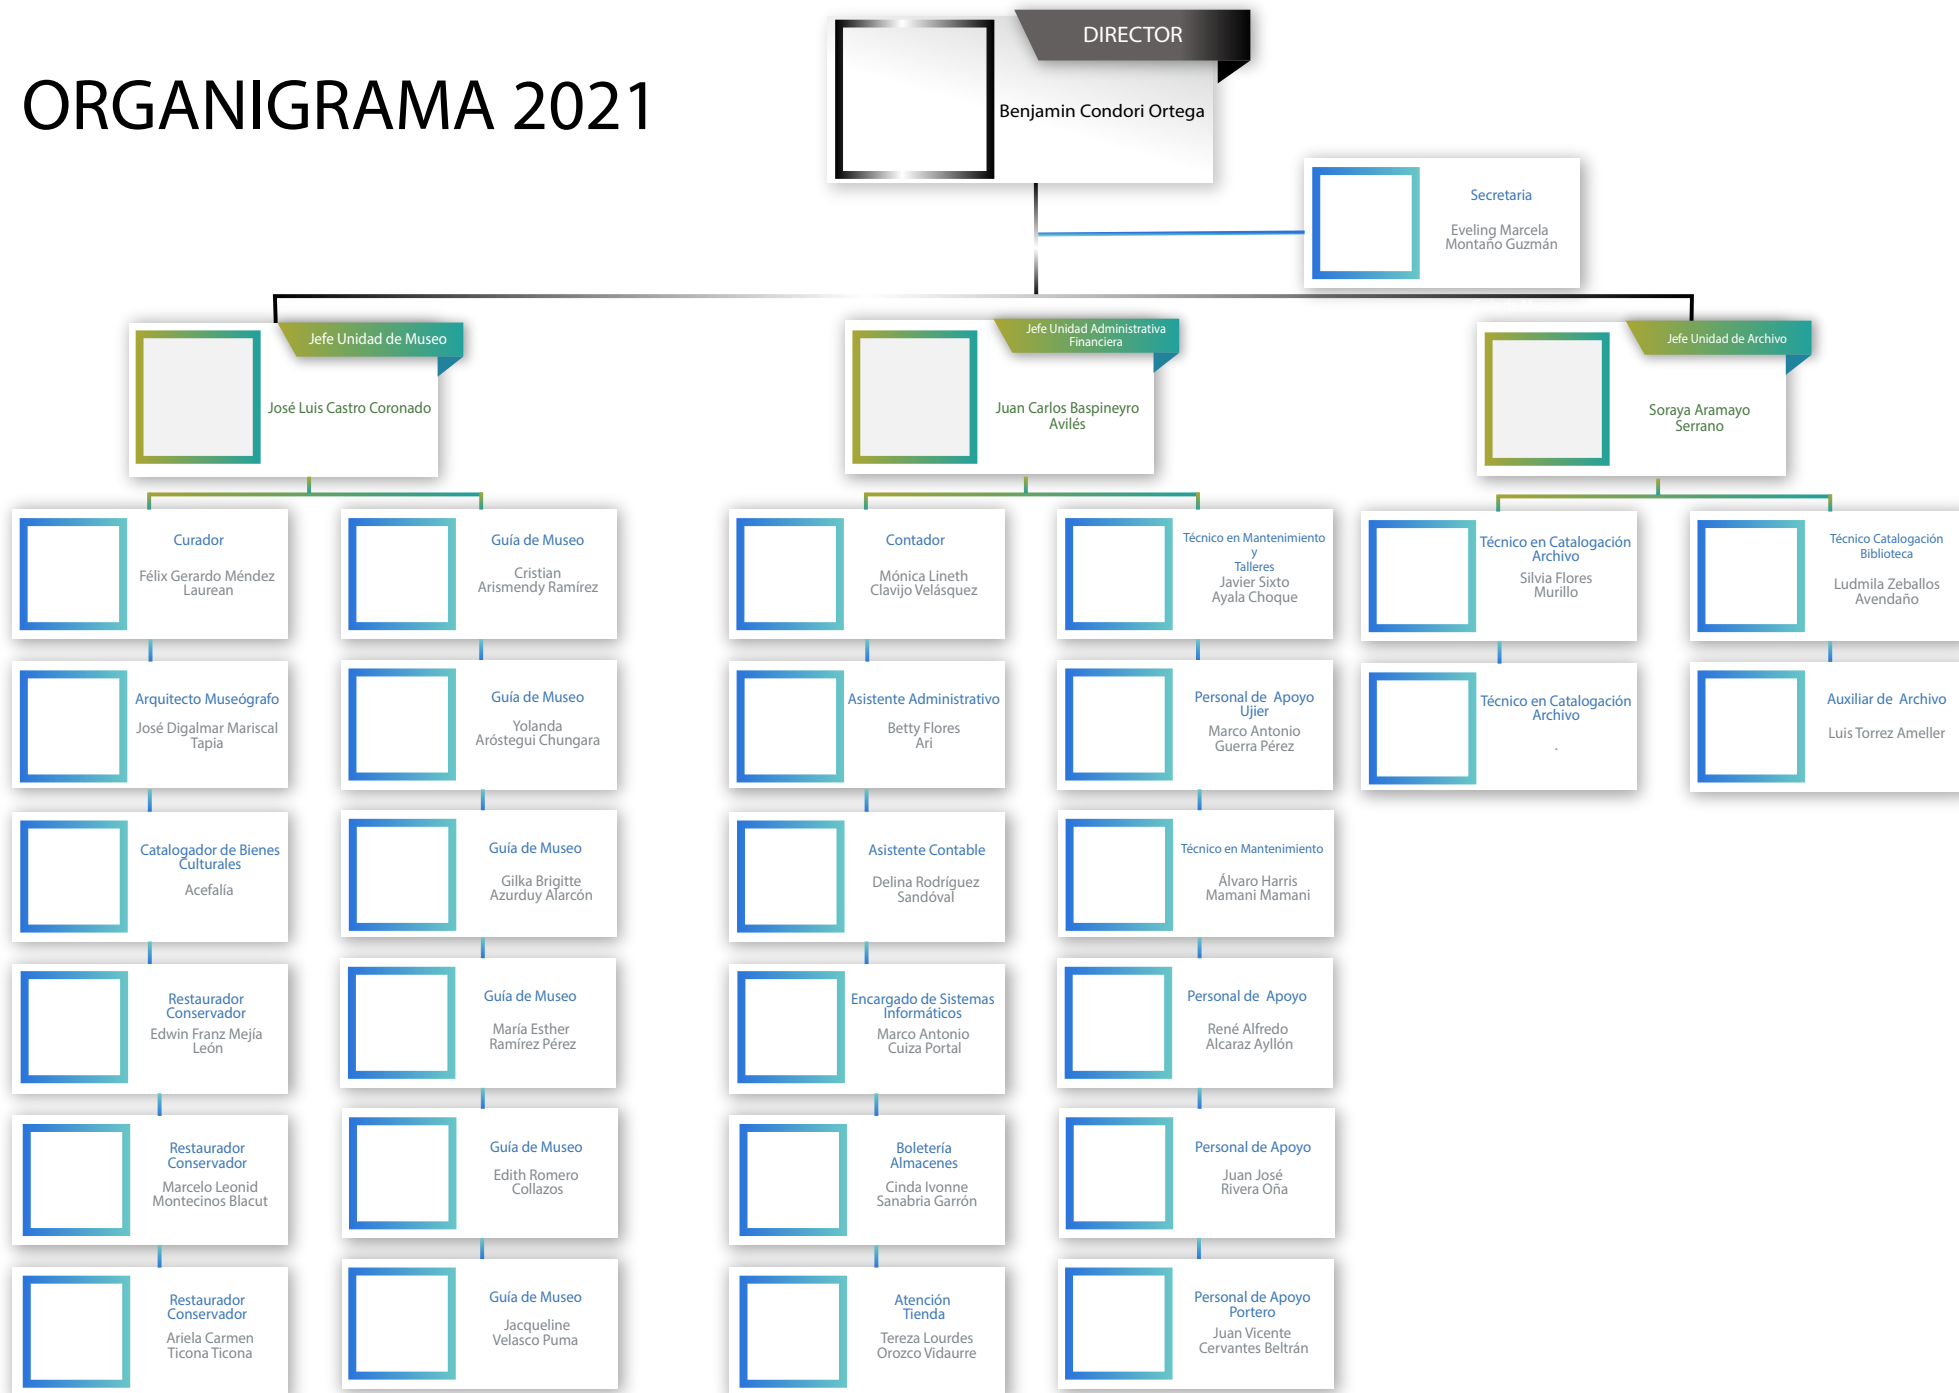 ORGANIGRAMA 2021
DIRECTOR
Benjamin Condori Ortega
Secretaria
Eveling Marcela
Montaño Guzmán
Jefe Unidad de Museo
José Luis Castro Coronado
Jefe Unidad Administrativa
Financiera
Juan Carlos Baspineyro
Avilés
Jefe Unidad de Archivo
Soraya Aramayo
Serrano
Curador
Félix Gerardo Méndez
Laurean
Guía de Museo
Cristian
Arismendy Ramírez
Contador
Mónica Lineth
Clavijo Velásquez
Técnico en Mantenimiento
y
Talleres
Javier Sixto
Ayala Choque
Técnico en Catalogación
Archivo
Silvia Flores
Murillo
Técnico Catalogación
Biblioteca
Ludmila Zeballos
Avendaño
Arquitecto Museógrafo
José Digalmar Mariscal
Tapia
Guía de Museo
Yolanda
Aróstegui Chungara
Asistente Administrativo
Betty Flores
Ari
Personal de Apoyo
Ujier
Marco Antonio
Guerra Pérez
Técnico en Catalogación
Archivo
.
Auxiliar de Archivo
Luis Torrez Ameller
Catalogador de Bienes
Culturales
Acefalía
Guía de Museo
Gilka Brigitte
Azurduy Alarcón
Asistente Contable
Delina Rodríguez
Sandóval
Técnico en Mantenimiento
Álvaro Harris
Mamani Mamani
Restaurador
Conservador
Edwin Franz Mejía
León
Guía de Museo
María Esther
Ramírez Pérez
Encargado de Sistemas
Informáticos
Marco Antonio
Cuiza Portal
Personal de Apoyo
René Alfredo
Alcaraz Ayllón
Restaurador
Conservador
Marcelo Leonid
Montecinos Blacut
Guía de Museo
Edith Romero
Collazos
Boletería
Almacenes
Cinda Ivonne
Sanabria Garrón
Personal de Apoyo
Juan José
Rivera Oña
Restaurador
Conservador
Ariela Carmen
Ticona Ticona
Guía de Museo
Jacqueline
Velasco Puma
Atención
Tienda
Tereza Lourdes
Orozco Vidaurre
Personal de Apoyo
Portero
Juan Vicente
Cervantes Beltrán